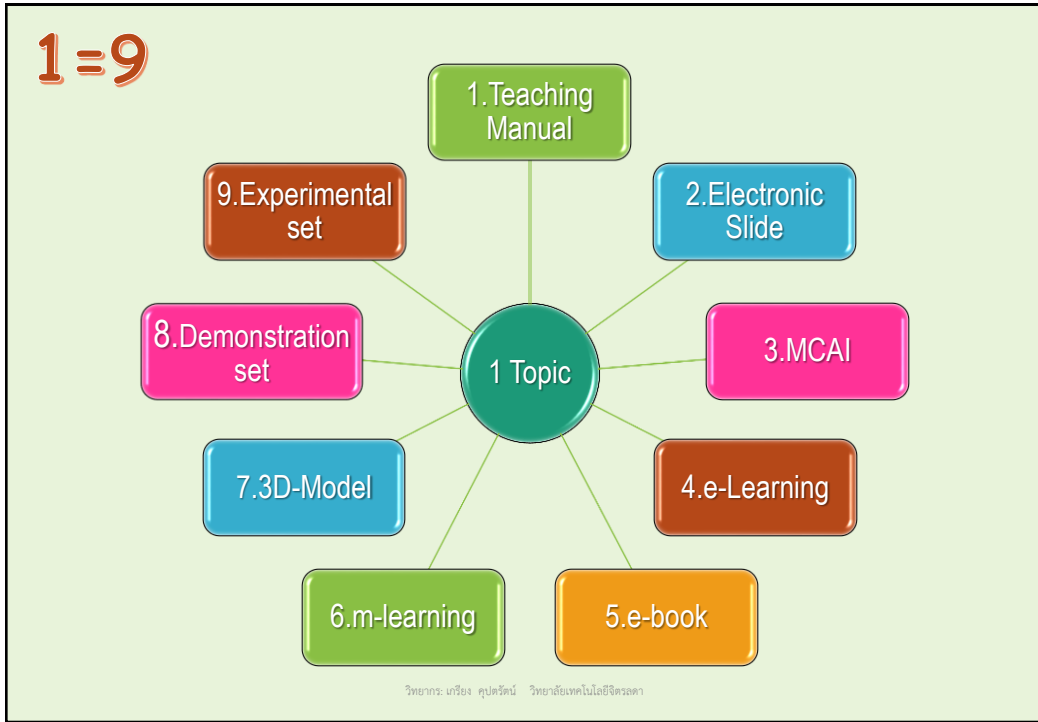 1=9
1.Teaching
Manual
2.Electronic
Slide
3.MCAI
4.e-Learning
5.e-book
6.m-learning
7.3D-Model
8.Demonstration
set
9.Experimental
set
1 Topic
วิทยากร: เกรียง คุปตรัตน์ วิทยาลัยเทคโนโลยีจิตรลดา